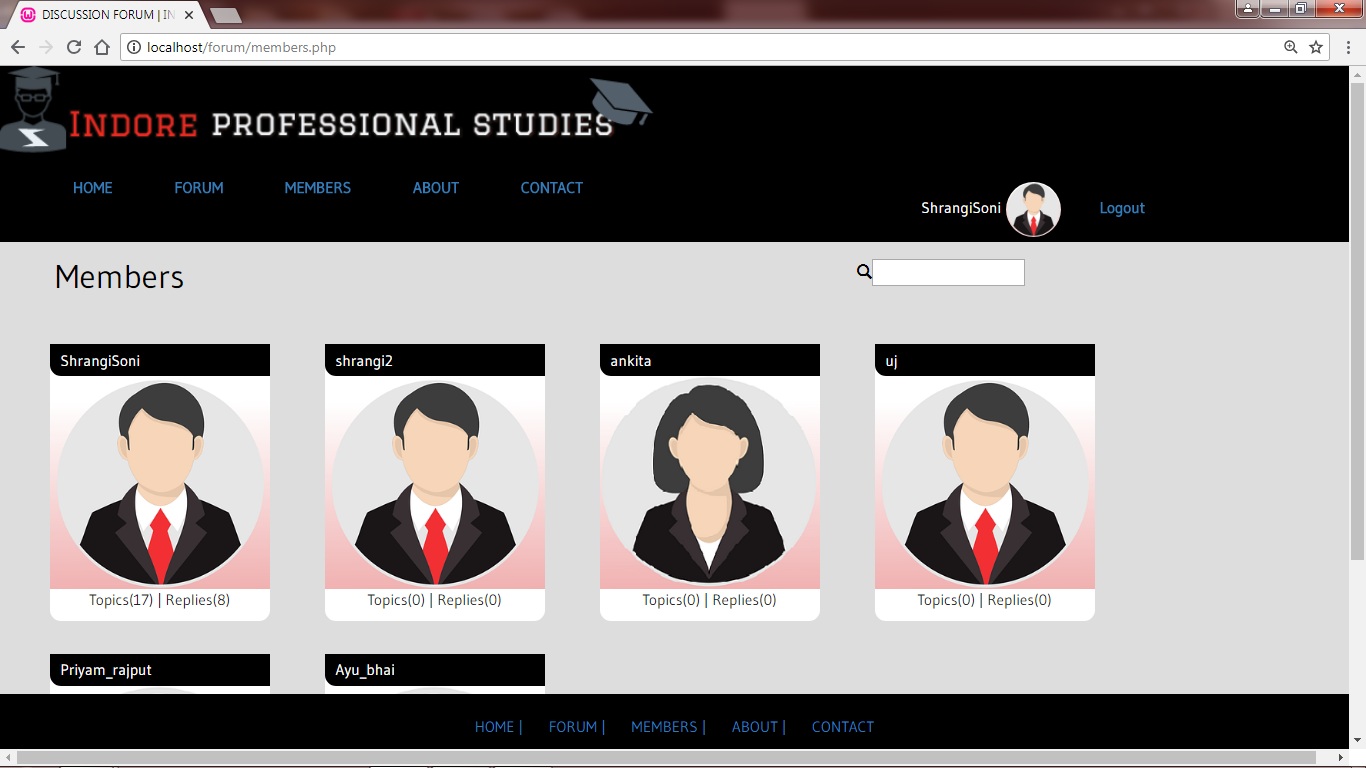 DISCUSSION FORUM | IN
localhost/forum/members.php
INDORE PROFESSIONAL STUDIES
HOME FORUM MEMBERS ABOUT CONTACT
ShrangiSoni Logout
Members
ShrangiSoni shrangi2 ankita uj
Topics(17) | Replies(8) Topics(0) | Replies(0) Topics(0) | Replies(0) Topics(0) | Replies(0)
Priyam_rajput Ayu_bhai
HOME | FORUM | MEMBERS | ABOUT | CONTACT